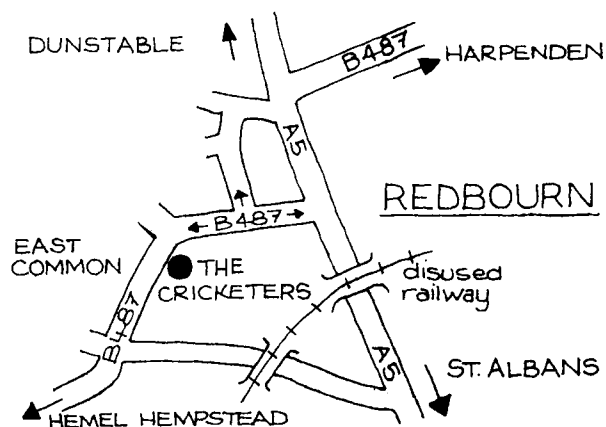 DUNSTABLE
B487
HARPENDEN
A5
REDBOURN
B487
EAST
COMMON
THE
CRICKETERS
disused
railway
B487
A5
ST. ALBANS
HEMEL HEMPSTEAD